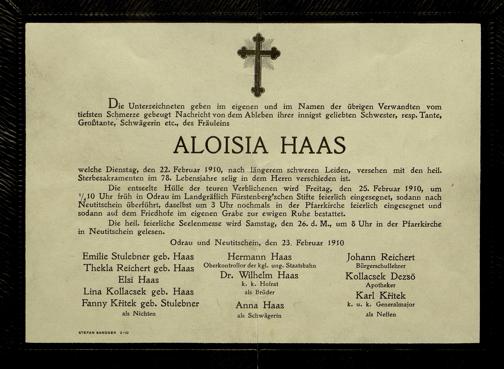 Die Unterzeichneten geben im eigenen und im Namen der übrigen Verwandten vom
tiefsten Schmerze gebeugt Nachricht von dem Ableben ihrer innigst geliebten Schwester, resp. Tante,
Großtante, Schwägerin etc., des Fräuleins
ALOISIA HAAS
welche Dienstag, den 22. Februar 1910, nach längerem schweren Leiden, versehen mit den heil.
Sterbesakramenten im 78. Lebensjahre selig in dem Herrn verschieden ist.
Die entseelte Hülle der teuren Verblichenen wird Freitag, den 25. Februar 1910, um
1/2 10 Uhr früh in Odrau im Landgräflich Fürstenberg'schen Stifte feierlich eingesegnet, sodann nach
Neutitschein überführt, daselbst um 3 Uhr nochmals in der Pfarrkirche feierlich eingesegnet und
sodann auf dem Friedhofe im eigenen Grabe zur ewigen Ruhe bestattet.
Die heil. feierliche Seelenmesse wird Samstag, den 26. d. M., um 8 Uhr in der Pfarrkirche
in Neutitschein gelesen.
Odrau und Neutitschein, den 23. Februar 1910
Emilie Stulebner geb. Haas
Thekla Reichert geb. Haas
Elsi Haas
Lina Kollacsek geb. Haas
Fanny Křitek geb. Stulebner
als Nichten
Hermann Haas
Oberkontrollor der kgl. ung. Staatsbahn
Dr. Wilhelm Haas
k. k. Hofrat
als Brüder
Anna Haas
als Schwägerin
Johann Reichert
Bürgerschullehrer
Kollacsek Dezsö
Apotheker
Karl Křitek
k. u. k. Generalmajor
als Neffen